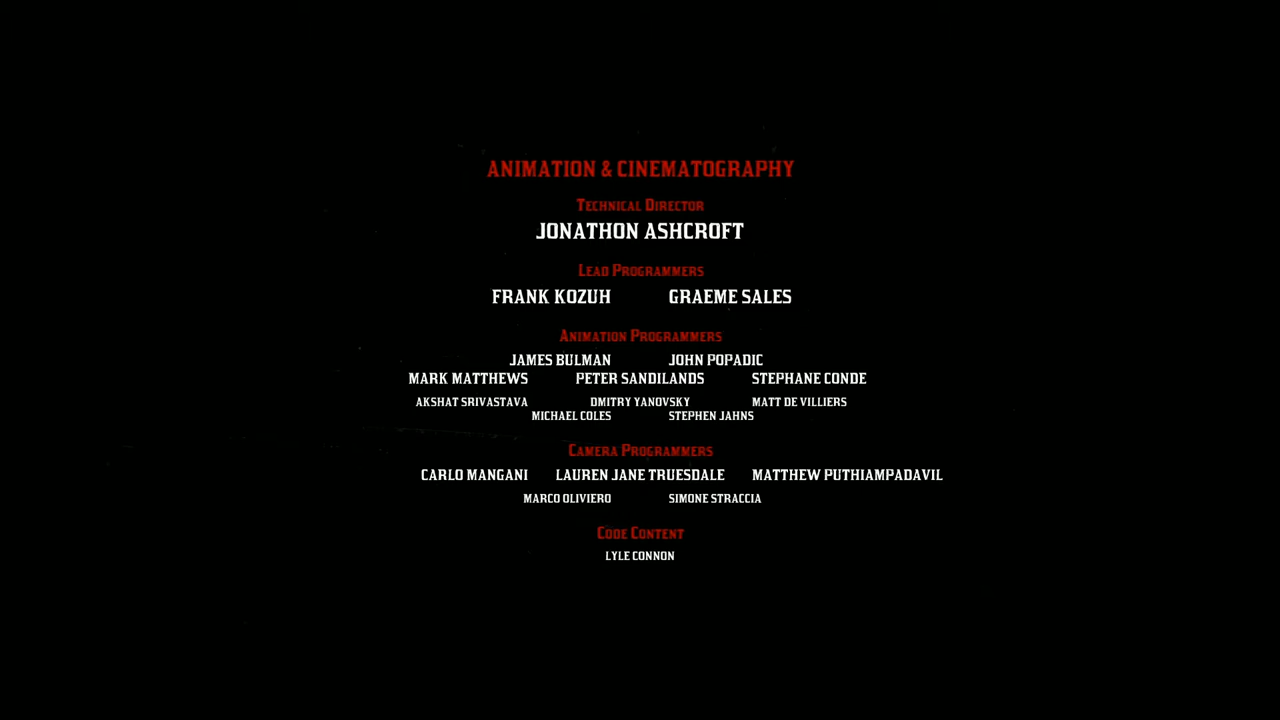 ANIMATION & CINEMATOGRAPHY
TECHNICAL DIRECTOR
JONATHON ASHCROFT
LEAD PROGRAMMERS
FRANK KOZUH GRAEME SALES
ANIMATION PROGRAMMERS
JAMES BULMAN JOHN POPADIC
MARK MATTHEWS PETER SANDILANDS STEPHANE CONDE
AKSHAT SRIVASTAVA DMITRY YANOVSKY MATT DE VILLIERS
MICHAEL COLES STEPHEN JAHNS
CAMERA PROGRAMMERS
CARLO MANGANI LAUREN JANE TRUESDALE MATTHEW PUTHIAMPADAVIL
MARCO OLIVIERO SIMONE STRACCIA
CODE CONTENT
LYLE CONNON